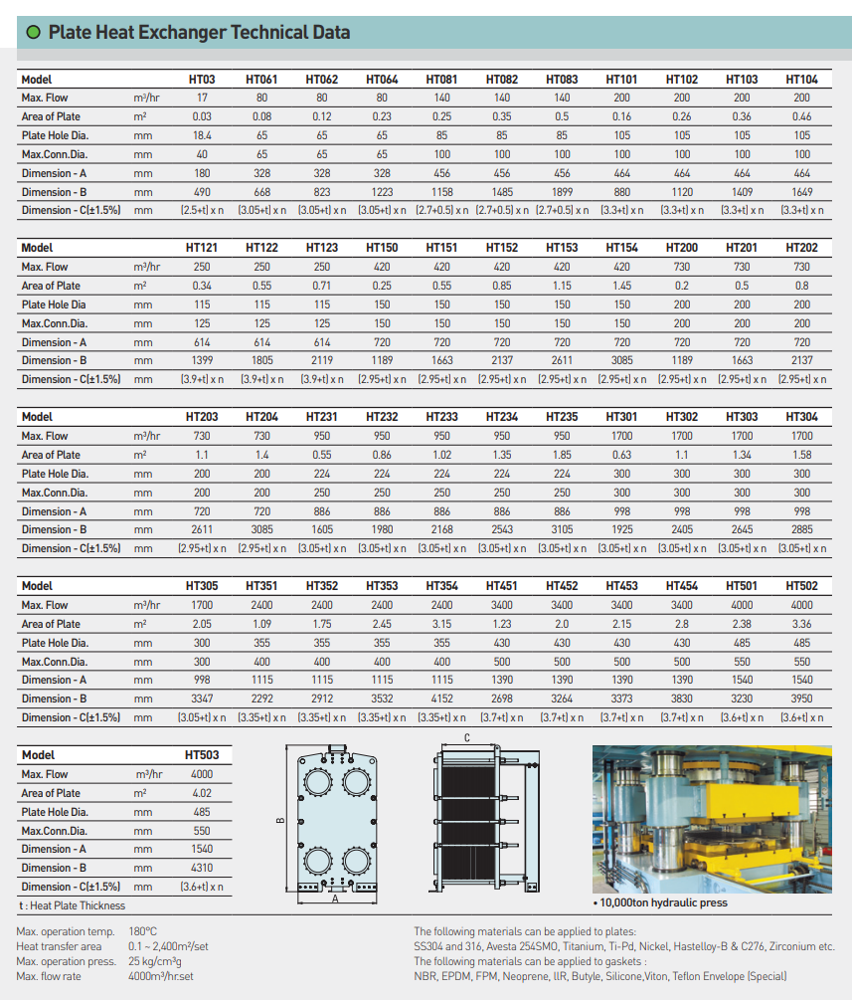 Plate Heat Exchanger Technical Data
Model HT03 HT061 HT062 HT064 HT081 HT082 HT083 HT101 HT102 HT103 HT104
Max. Flow m³/hr 17 80 80 80 140 140 140 200 200 200 200
Area of Plate m² 0.03 0.08 0.12 0.23 0.25 0.35 0.5 0.16 0.26 0.36 0.46
Plate Hole Dia. mm 18.4 65 65 65 85 85 85 105 105 105 105
Max.Conn.Dia. mm 40 65 65 65 100 100 100 100 100 100 100
Dimension - A mm 180 328 328 328 456 456 456 464 464 464 464
Dimension - B mm 490 668 823 1223 1158 1485 1899 880 1120 1409 1649
Dimension - C(±1.5%) mm (2.5+t) x n (3.05+t) x n (3.05+t) x n (3.05+t) x n (2.7+0.5) x n (2.7+0.5) x n (2.7+0.5) x n (3.3+t) x n (3.3+t) x n (3.3+t) x n (3.3+t) x n
Model HT121 HT122 HT123 HT150 HT151 HT152 HT153 HT154 HT200 HT201 HT202
Max. Flow m³/hr 250 250 250 420 420 420 420 420 730 730 730
Area of Plate m² 0.34 0.55 0.71 0.25 0.55 0.85 1.15 1.45 0.2 0.5 0.8
Plate Hole Dia mm 115 115 115 150 150 150 150 150 200 200 200
Max.Conn.Dia. mm 125 125 125 150 150 150 150 150 200 200 200
Dimension - A mm 614 614 614 720 720 720 720 720 720 720 720
Dimension - B mm 1399 1805 2119 1189 1663 2137 2611 3085 1189 1663 2137
Dimension - C(±1.5%) mm (3.9+t) x n (3.9+t) x n (3.9+t) x n (2.95+t) x n (2.95+t) x n (2.95+t) x n (2.95+t) x n (2.95+t) x n (2.95+t) x n (2.95+t) x n (2.95+t) x n
Model HT203 HT204 HT231 HT232 HT233 HT234 HT235 HT301 HT302 HT303 HT304
Max. Flow m³/hr 730 730 950 950 950 950 950 1700 1700 1700 1700
Area of Plate m² 1.1 1.4 0.55 0.86 1.02 1.35 1.85 0.63 1.1 1.34 1.58
Plate Hole Dia. mm 200 200 224 224 224 224 224 300 300 300 300
Max.Conn.Dia. mm 200 200 250 250 250 250 250 300 300 300 300
Dimension - A mm 720 720 886 886 886 886 886 998 998 998 998
Dimension - B mm 2611 3085 1605 1980 2168 2543 3105 1925 2405 2645 2885
Dimension - C(±1.5%) mm (2.95+t) x n (2.95+t) x n (3.05+t) x n (3.05+t) x n (3.05+t) x n (3.05+t) x n (3.05+t) x n (3.05+t) x n (3.05+t) x n (3.05+t) x n (3.05+t) x n
Model HT305 HT351 HT352 HT353 HT354 HT451 HT452 HT453 HT454 HT501 HT502
Max. Flow m³/hr 1700 2400 2400 2400 2400 3400 3400 3400 3400 4000 4000
Area of Plate m² 2.05 1.09 1.75 2.45 3.15 1.23 2.0 2.15 2.8 2.38 3.36
Plate Hole Dia. mm 300 355 355 355 355 430 430 430 430 485 485
Max.Conn.Dia. mm 300 400 400 400 400 500 500 500 500 550 550
Dimension - A mm 998 1115 1115 1115 1115 1390 1390 1390 1390 1540 1540
Dimension - B mm 3347 2292 2912 3532 4152 2698 3264 3373 3830 3230 3950
Dimension - C(±1.5%) mm (3.05+t) x n (3.35+t) x n (3.35+t) x n (3.35+t) x n (3.35+t) x n (3.7+t) x n (3.7+t) x n (3.7+t) x n (3.7+t) x n (3.6+t) x n (3.6+t) x n
Model HT503
Max. Flow m³/hr 4000
Area of Plate m² 4.02
Plate Hole Dia. mm 485
Max.Conn.Dia. mm 550
Dimension - A mm 1540
Dimension - B mm 4310
Dimension - C(±1.5%) mm (3.6+t) x n
t : Heat Plate Thickness
B
A
C
• 10,000ton hydraulic press
Max. operation temp. 180°C
Heat transfer area 0.1 ~ 2,400m²/set
Max. operation press. 25 kg/cm³g
Max. flow rate 4000m³/hr.set
The following materials can be applied to plates:
SS304 and 316, Avesta 254SMO, Titanium, Ti-Pd, Nickel, Hastelloy-B & C276, Zirconium etc.
The following materials can be applied to gaskets :
NBR, EPDM, FPM, Neoprene, llR, Butyle, Silicone,Viton, Teflon Envelope (Special)